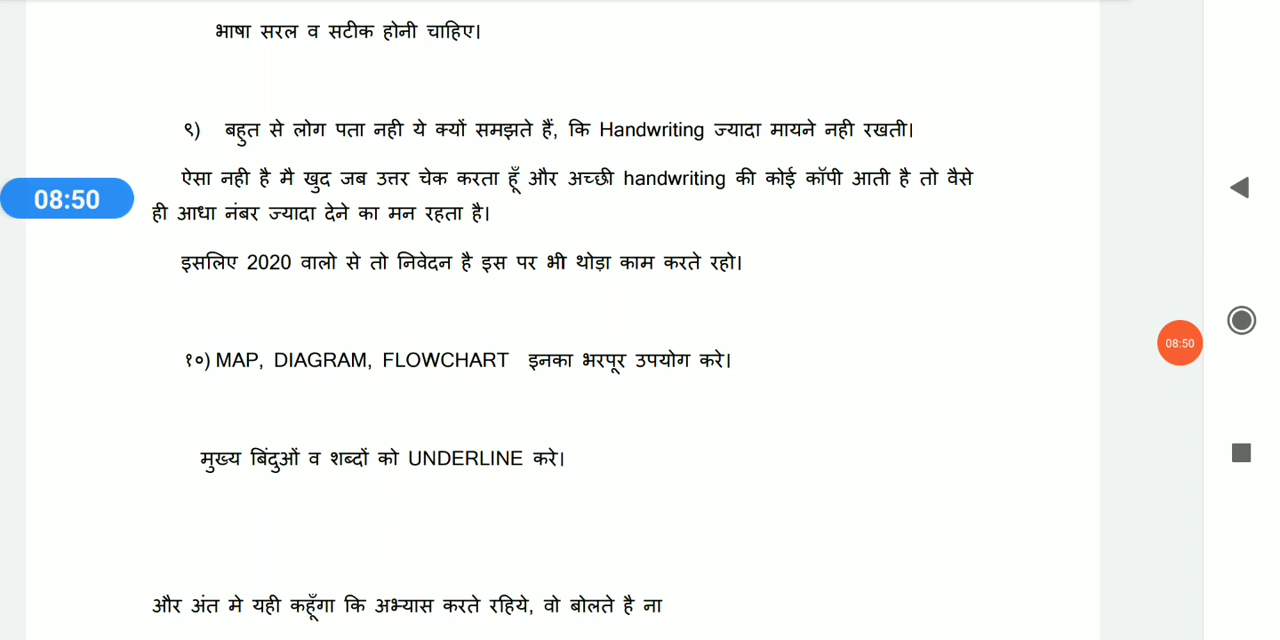 भाषा सरल व सटीक होनी चाहिए।
९) बहुत से लोग पता नही ये क्यों समझते हैं, कि Handwriting ज्यादा मायने नही रखती।
ऐसा नही है मै खुद जब उत्तर चेक करता हूँ और अच्छी handwriting की कोई कॉपी आती है तो वैसे
08:50
ही आधा नंबर ज्यादा देने का मन रहता है।
इसलिए 2020 वालो से तो निवेदन है इस पर भी थोड़ा काम करते रहो।
08:50
१०) MAP, DIAGRAM, FLOWCHART इनका भरपूर उपयोग करे।
मुख्य बिंदुओं व शब्दों को UNDERLINE करे।
और अंत मे यही कहूँगा कि अभ्यास करते रहिये, वो बोलते है ना